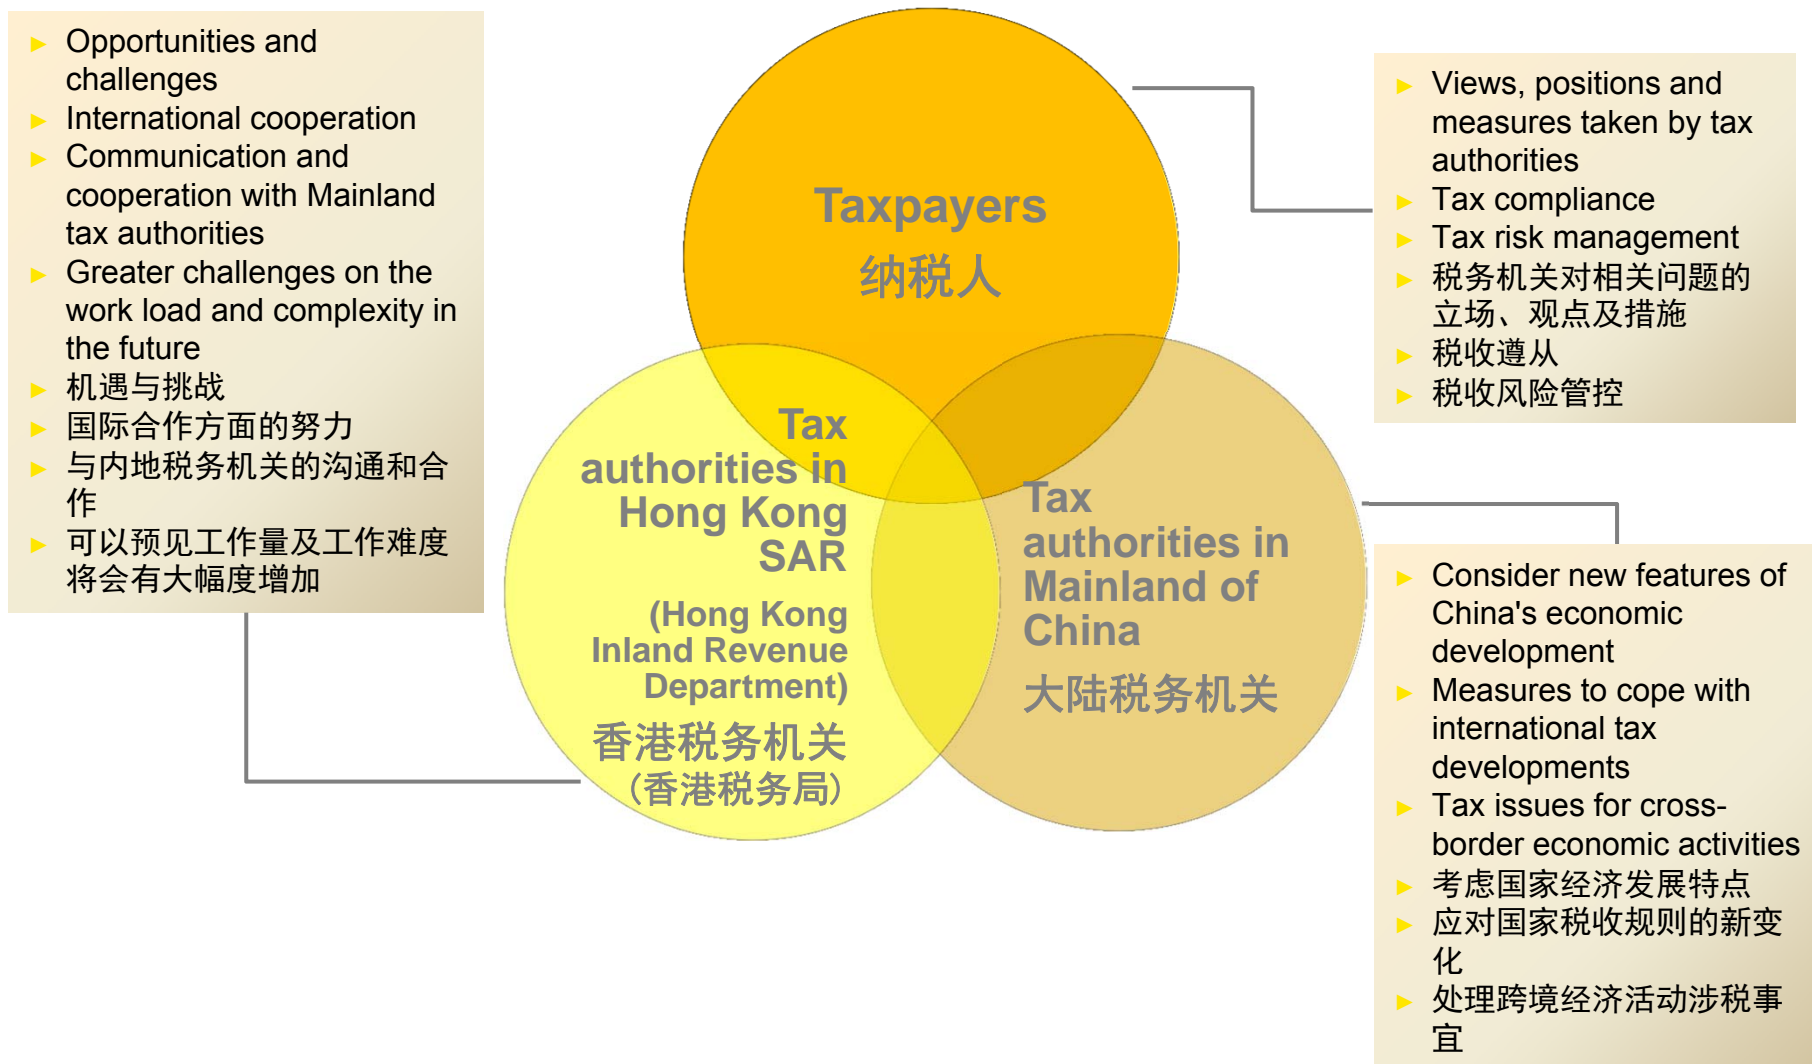 ► Opportunities and
challenges
► International cooperation
► Communication and
cooperation with Mainland
tax authorities
► Greater challenges on the
work load and complexity in
the future
► 机遇与挑战
► 国际合作方面的努力
► 与内地税务机关的沟通和合
作
► 可以预见工作量及工作难度
将会有大幅度增加
Taxpayers
纳税人
► Views, positions and
measures taken by tax
authorities
► Tax compliance
► Tax risk management
► 税务机关对相关问题的
立场、观点及措施
► 税收遵从
► 税收风险管控
Tax
authorities in
Hong Kong
SAR
(Hong Kong
Inland Revenue
Department)
香港税务机关
(香港税务局)
Tax
authorities in
Mainland of
China
大陆税务机关
► Consider new features of
China's economic
development
► Measures to cope with
international tax
developments
► Tax issues for cross-
border economic activities
► 考虑国家经济发展特点
► 应对国家税收规则的新变
化
► 处理跨境经济活动涉税事
宜